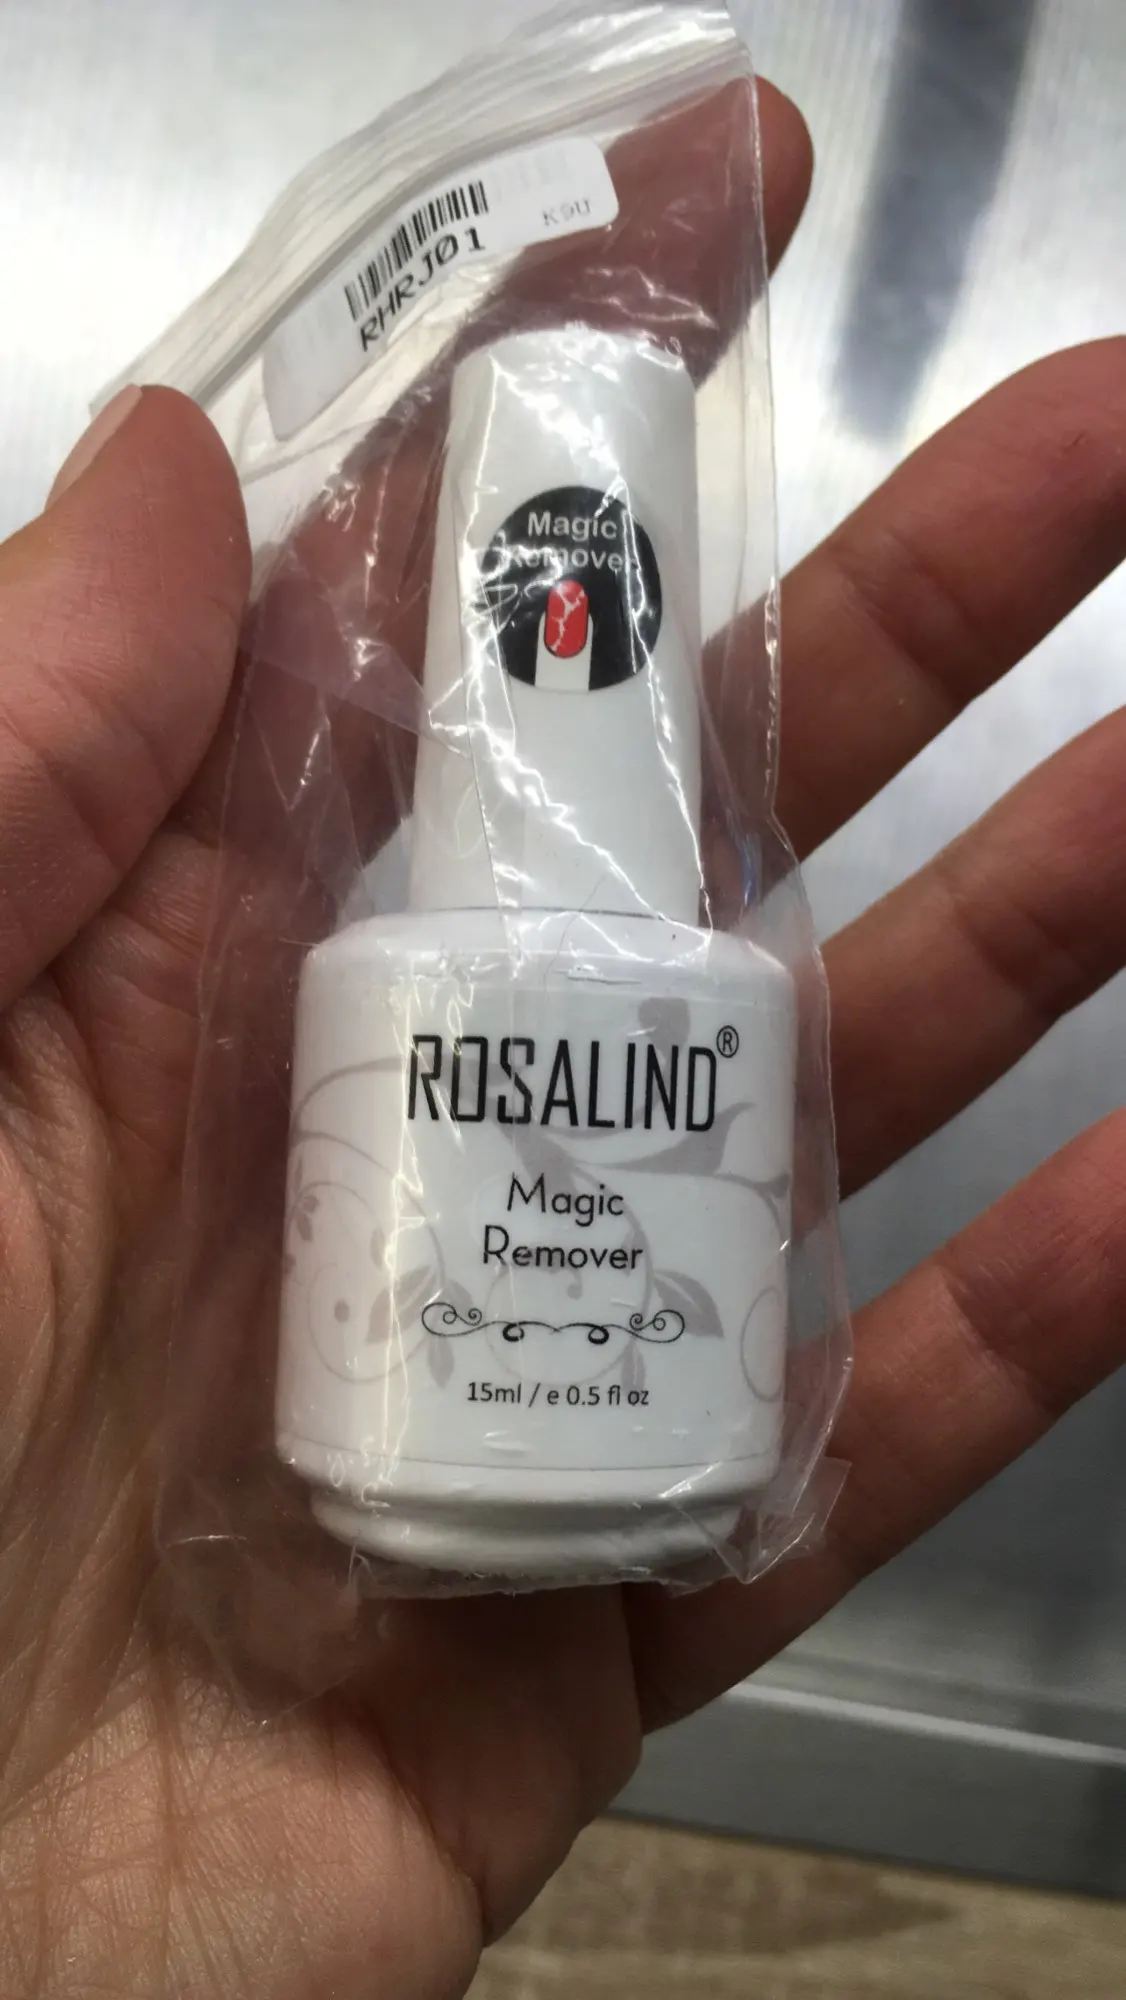 K9U
RHRJ01
Magic
Remover
ROSALIND®
Magic
Remover
15ml / e 0.5 fl oz